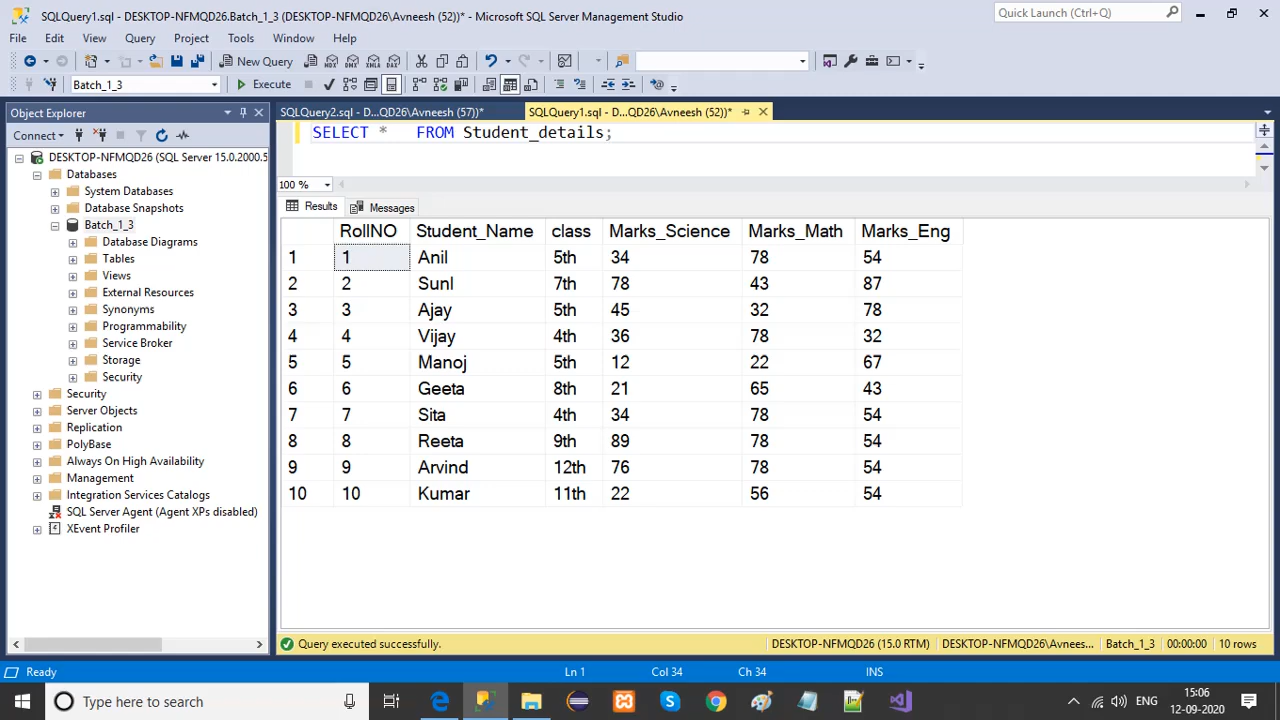 SQLQuery1.sql - DESKTOP-NFMQD26.Batch_1_3 (DESKTOP-NFMQD26\Avneesh (52))* - Microsoft SQL Server Management Studio
Quick Launch (Ctrl+Q)
File Edit View Query Project Tools Window Help
New Query
MDX DMX XMLA DAX
Batch_1_3 Execute
Object Explorer
Connect
DESKTOP-NFMQD26 (SQL Server 15.0.2000.5
Databases
System Databases
Database Snapshots
Batch_1_3
Database Diagrams
Tables
Views
External Resources
Synonyms
Programmability
Service Broker
Storage
Security
Security
Server Objects
Replication
PolyBase
Always On High Availability
Management
Integration Services Catalogs
SQL Server Agent (Agent XPs disabled)
XEvent Profiler
SQLQuery2.sql - D...QD26\Avneesh (57))* SQLQuery1.sql - D...QD26\Avneesh (52))*
SELECT * FROM Student_details;
100 %
Results Messages
RollNO Student_Name class Marks_Science Marks_Math Marks_Eng
1 1 Anil 5th 34 78 54
2 2 Sunl 7th 78 43 87
3 3 Ajay 5th 45 32 78
4 4 Vijay 4th 36 78 32
5 5 Manoj 5th 12 22 67
6 6 Geeta 8th 21 65 43
7 7 Sita 4th 34 78 54
8 8 Reeta 9th 89 78 54
9 9 Arvind 12th 76 78 54
10 10 Kumar 11th 22 56 54
Query executed successfully. DESKTOP-NFMQD26 (15.0 RTM) DESKTOP-NFMQD26\Avnees... Batch_1_3 00:00:00 10 rows
Ready Ln 1 Col 34 Ch 34 INS
Type here to search ENG 15:06
12-09-2020